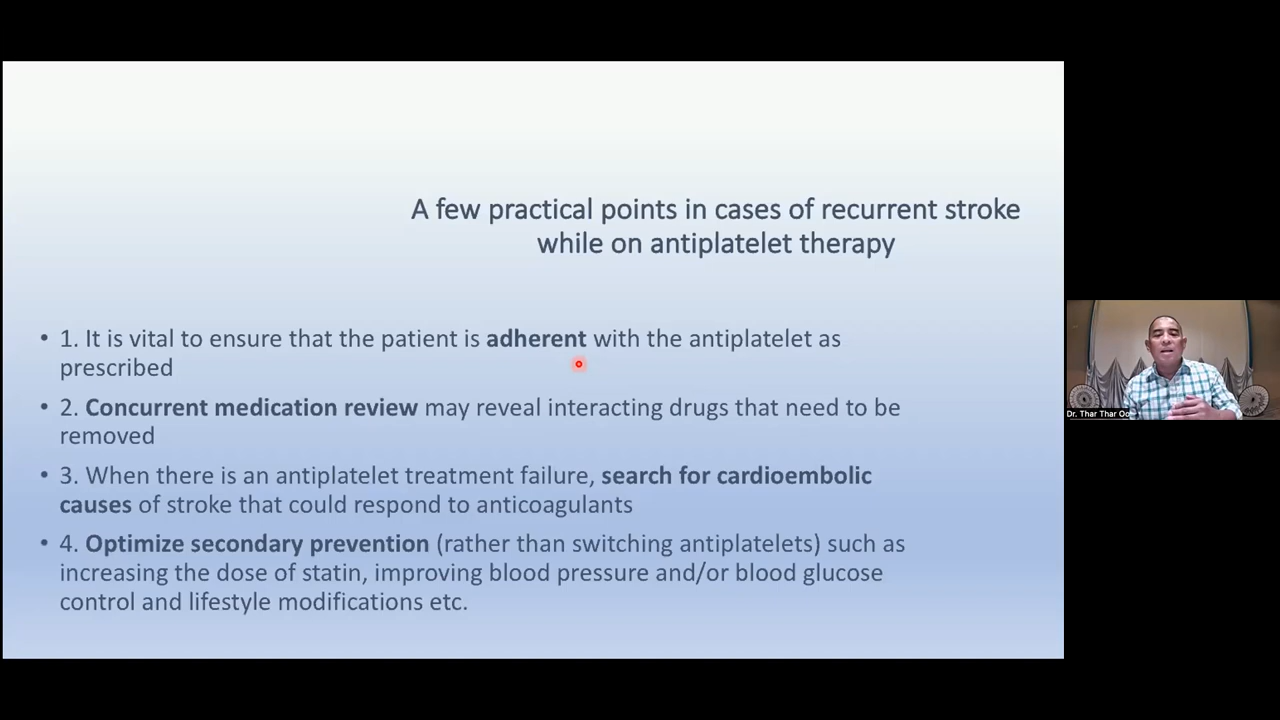 A few practical points in cases of recurrent stroke
while on antiplatelet therapy
• 1. It is vital to ensure that the patient is adherent with the antiplatelet as
prescribed
• 2. Concurrent medication review may reveal interacting drugs that need to be
removed
• 3. When there is an antiplatelet treatment failure, search for cardioembolic
causes of stroke that could respond to anticoagulants
• 4. Optimize secondary prevention (rather than switching antiplatelets) such as
increasing the dose of statin, improving blood pressure and/or blood glucose
control and lifestyle modifications etc.
Dr. Thar Thar Oo